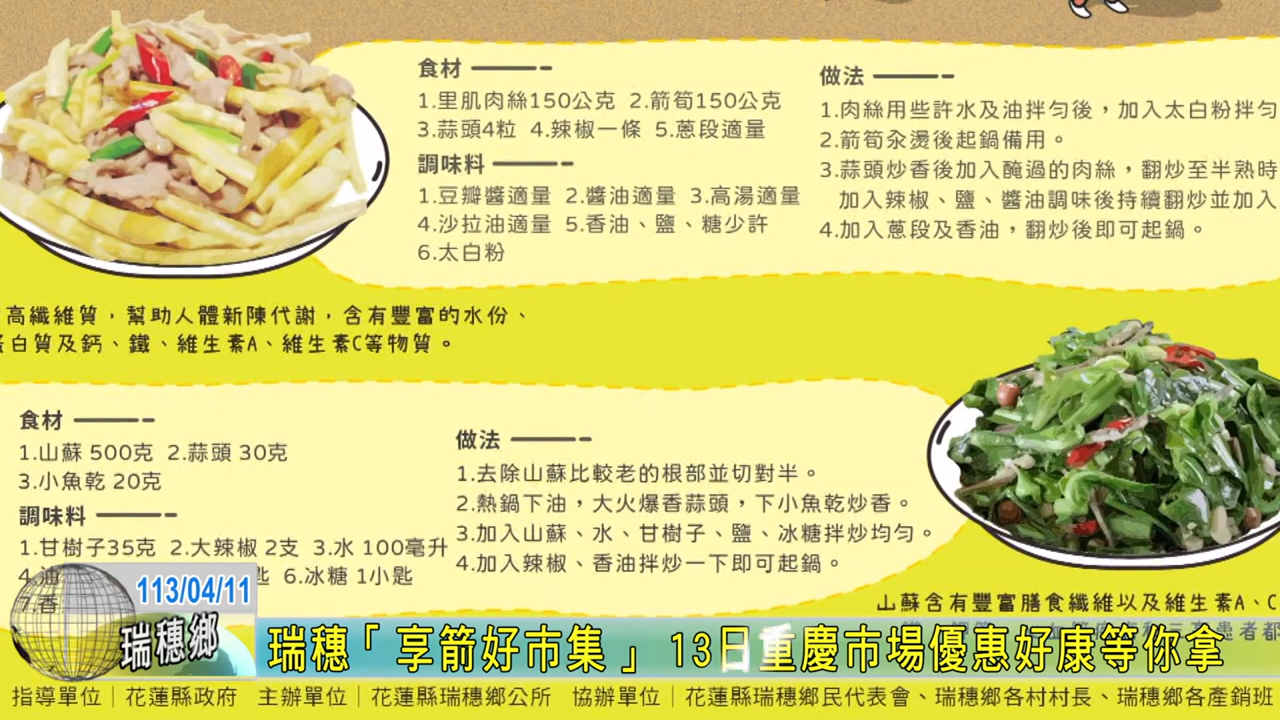 食材
1.里肌肉絲150公克 2.箭筍150公克
3.蒜頭4粒 4.辣椒一條 5.蔥段適量
調味料
1.豆瓣醬適量 2.醬油適量 3.高湯適量
4.沙拉油適量 5.香油、鹽、糖少許
6.太白粉
做法
1.肉絲用些許水及油拌勻後，加入太白粉拌勻
2.箭筍汆燙後起鍋備用。
3.蒜頭炒香後加入醃過的肉絲，翻炒至半熟時
加入辣椒、鹽、醬油調味後持續翻炒並加入
4.加入蔥段及香油，翻炒後即可起鍋。
高纖維質，幫助人體新陳代謝，含有豐富的水份、
蛋白質及鈣、鐵、維生素A、維生素C等物質。
食材
1.山蘇 500克 2.蒜頭 30克
3.小魚乾 20克
調味料
1.甘樹子35克 2.大辣椒 2支 3.水 100毫升
4.油 匙 6.冰糖 1小匙
7.香
做法
1.去除山蘇比較老的根部並切對半。
2.熱鍋下油，大火爆香蒜頭，下小魚乾炒香。
3.加入山蘇、水、甘樹子、鹽、冰糖拌炒均勻。
4.加入辣椒、香油拌炒一下即可起鍋。
山蘇含有豐富膳食纖維以及維生素A、C
患者都
113/04/11
瑞穗鄉
瑞穗「享箭好市集」 13日重慶市場優惠好康等你拿
指導單位｜花蓮縣政府 主辦單位｜花蓮縣瑞穗鄉公所 協辦單位｜花蓮縣瑞穗鄉民代表會、瑞穗鄉各村村長、瑞穗鄉各產銷班